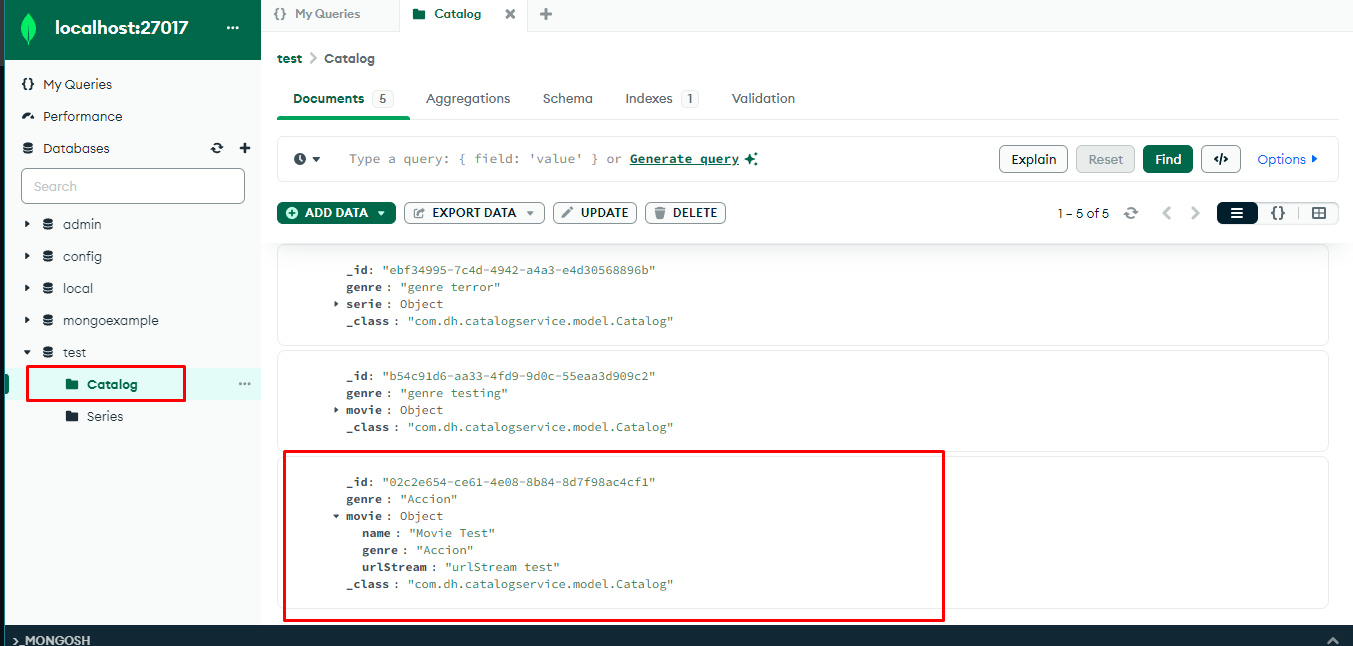 localhost:27017 ...
My Queries
Performance
Databases
Search
admin
config
local
mongoexample
test
Catalog ...
Series
{} My Queries
Catalog
test > Catalog
Documents 5 Aggregations Schema Indexes 1 Validation
Type a query: { field: 'value' } or Generate query
Explain Reset Find </> Options
ADD DATA EXPORT DATA UPDATE DELETE
1 – 5 of 5 {}
_id: "ebf34995-7c4d-4942-a4a3-e4d30568896b"
genre : "genre terror"
serie : Object
_class : "com.dh.catalogservice.model.Catalog"
_id: "b54c91d6-aa33-4fd9-9d0c-55eaa3d909c2"
genre : "genre testing"
movie : Object
_class : "com.dh.catalogservice.model.Catalog"
_id: "02c2e654-ce61-4e08-8b84-8d7f98ac4cf1"
genre : "Accion"
movie : Object
name : "Movie Test"
genre : "Accion"
urlStream : "urlStream test"
_class : "com.dh.catalogservice.model.Catalog"
>_MONGOSH